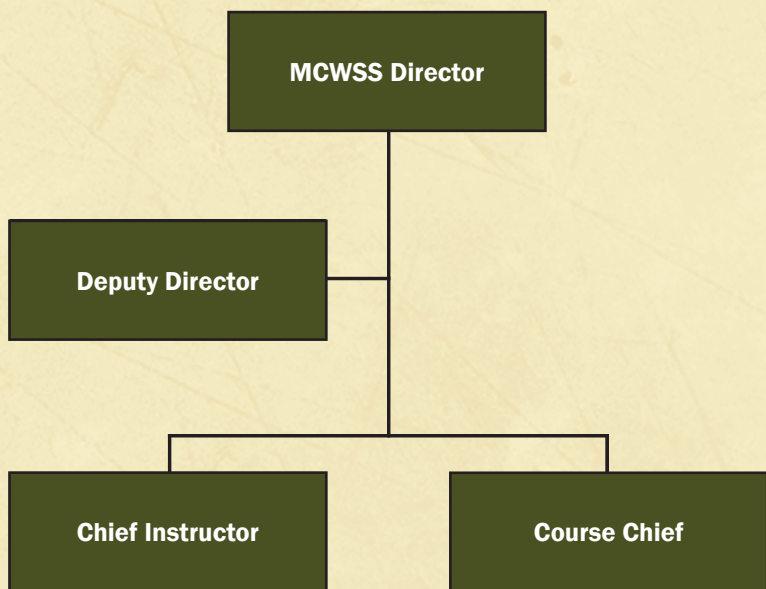 MCWSS Director
Deputy Director
Chief Instructor
Course Chief